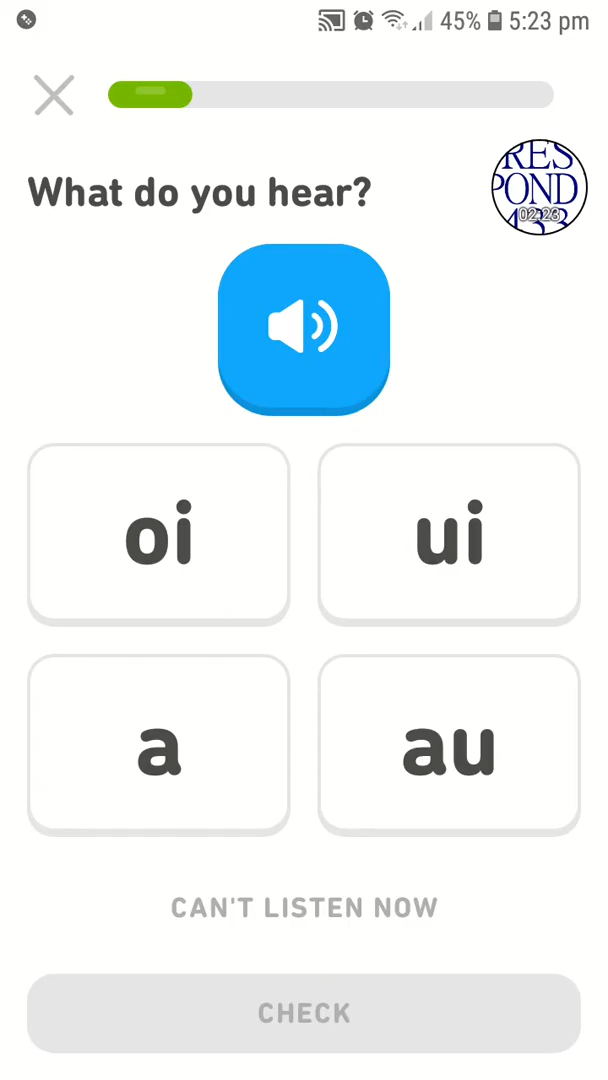 45% 5:23 pm
What do you hear?
RES
POND
02:23
433
oi
ui
a
au
CAN'T LISTEN NOW
CHECK